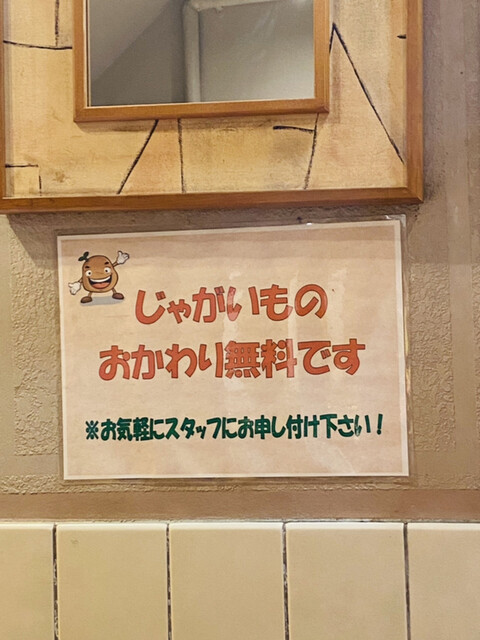 じゃがいもの
おかわり無料です
※お気軽にスタッフにお申し付け下さい！